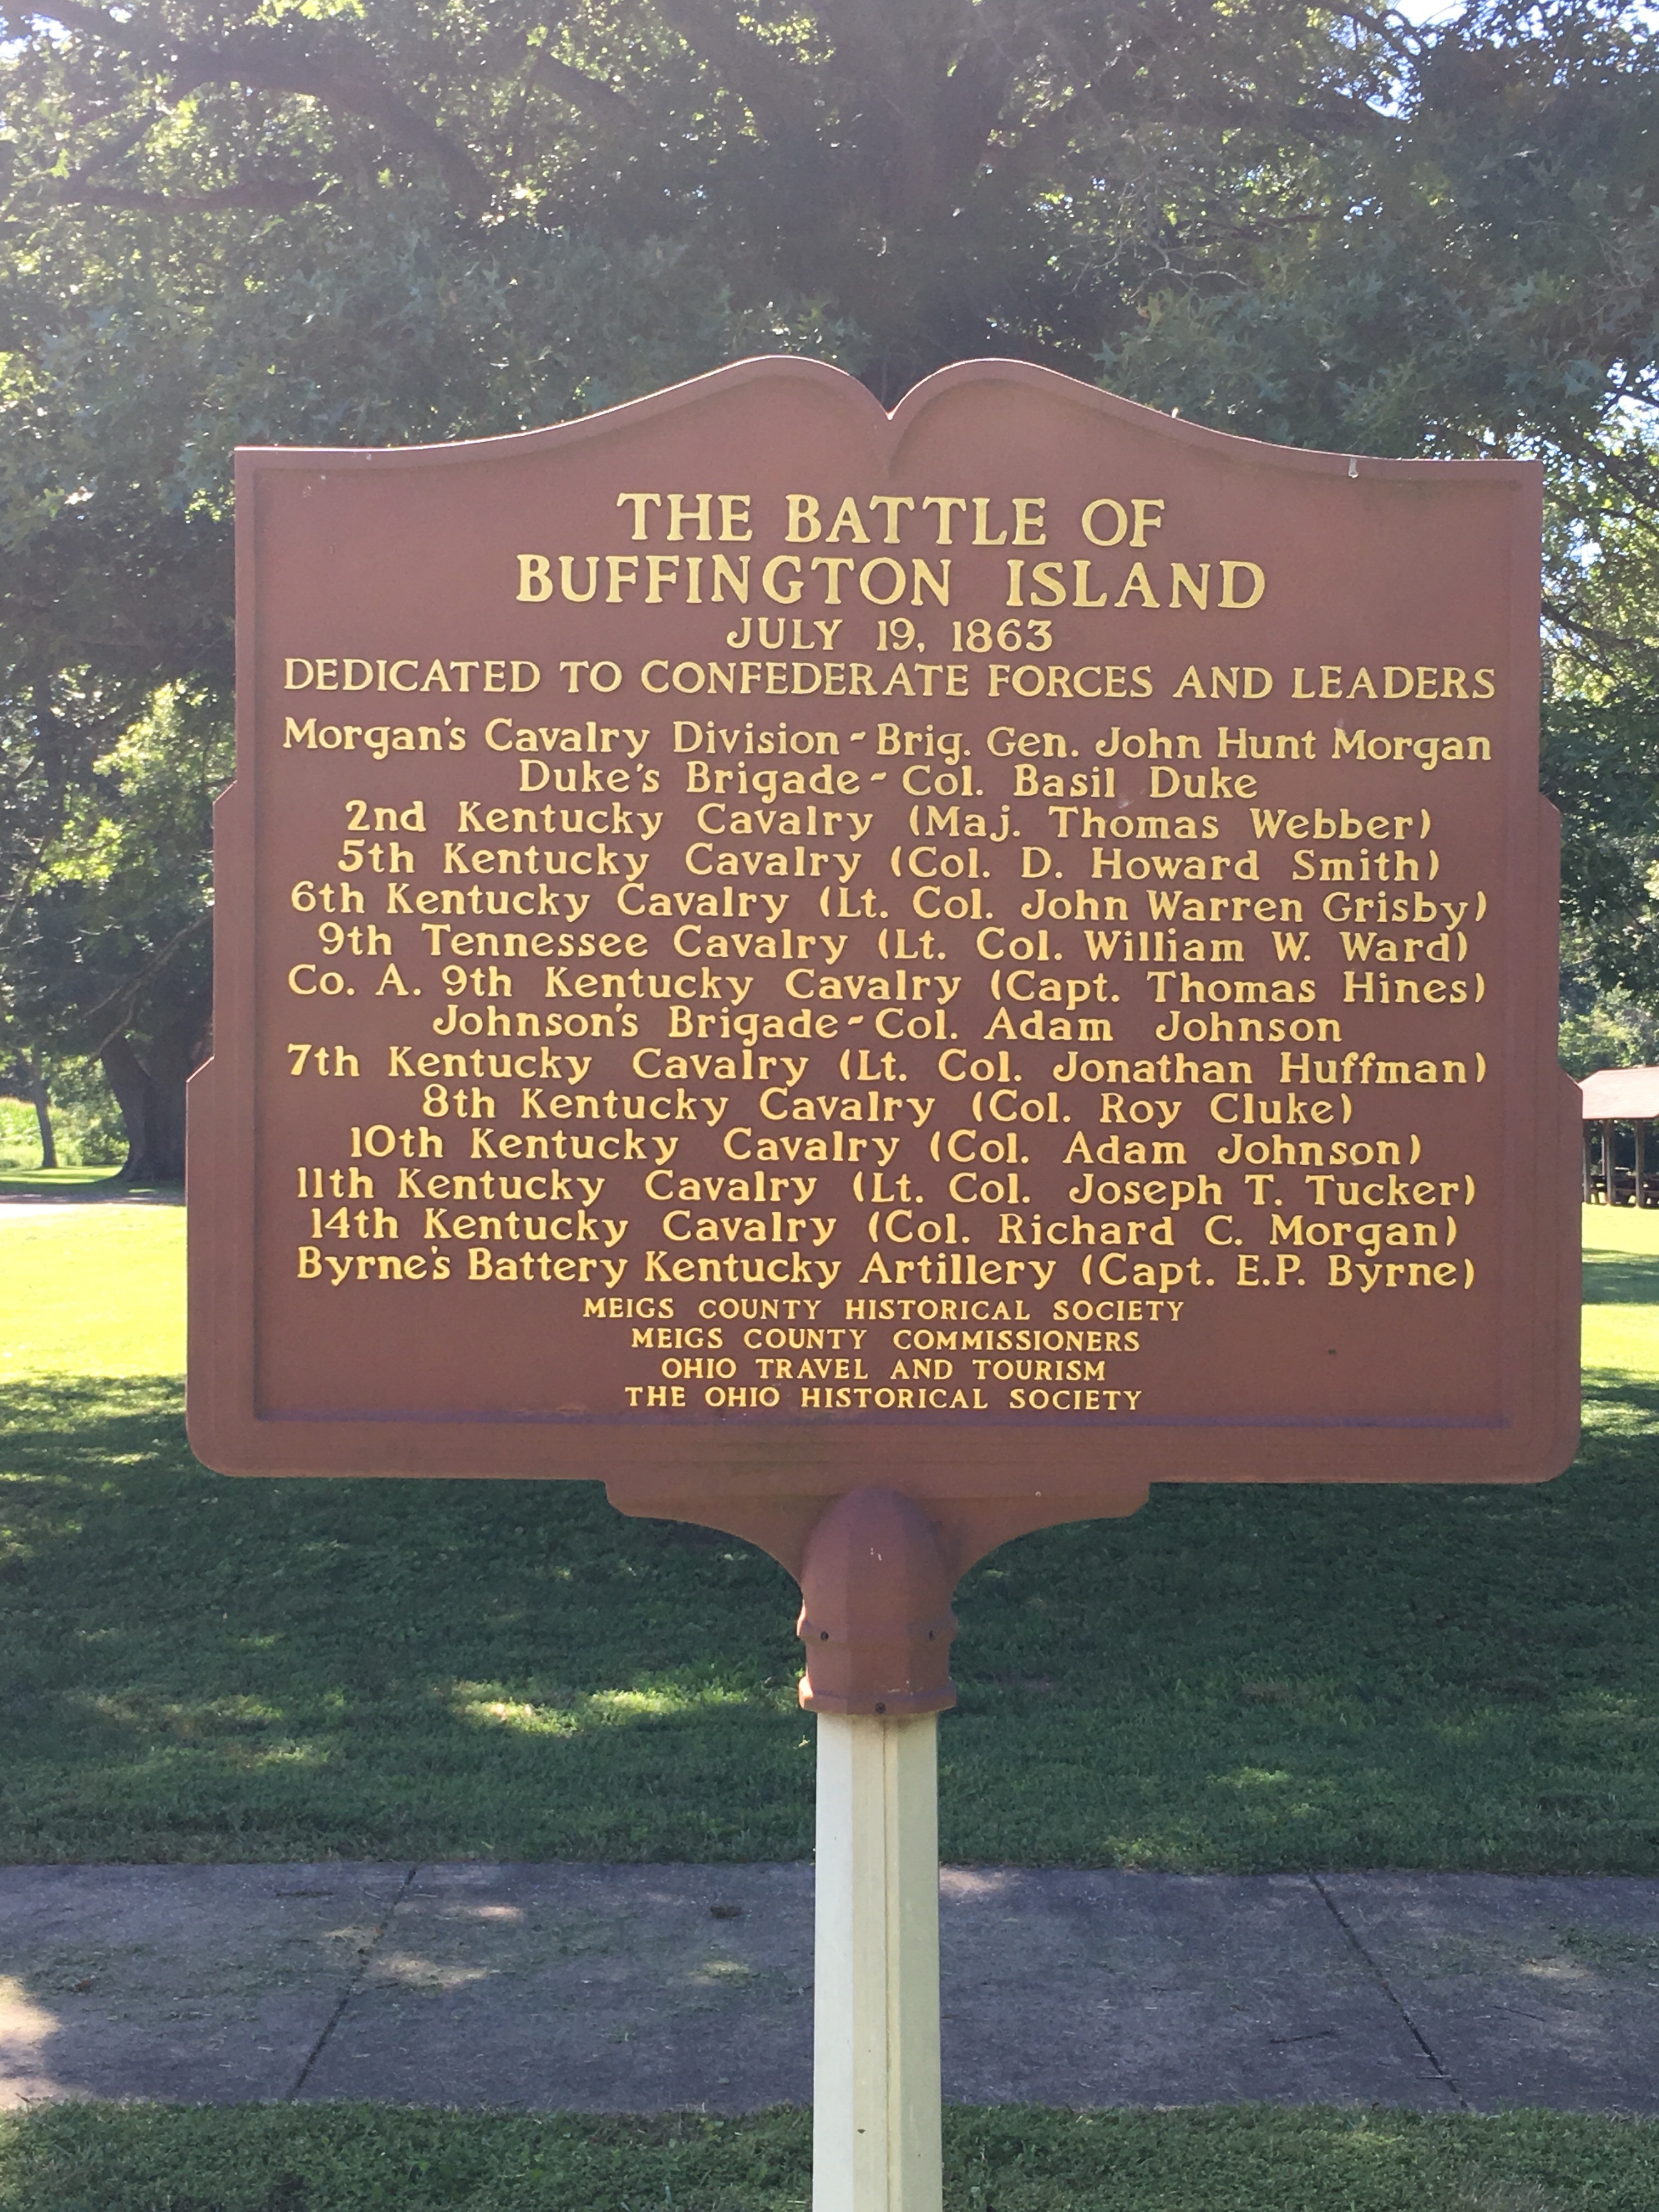 THE BATTLE OF
BUFFINGTON ISLAND
JULY 19, 1863
DEDICATED TO CONFEDERATE FORCES AND LEADERS
Morgan's Cavalry Division - Brig. Gen. John Hunt Morgan
Duke's Brigade - Col. Basil Duke
2nd Kentucky Cavalry (Maj. Thomas Webber)
5th Kentucky Cavalry (Col. D. Howard Smith)
6th Kentucky Cavalry (Lt. Col. John Warren Grisby)
9th Tennessee Cavalry (Lt. Col. William W. Ward)
Co. A. 9th Kentucky Cavalry (Capt. Thomas Hines)
Johnson's Brigade - Col. Adam Johnson
7th Kentucky Cavalry (Lt. Col. Jonathan Huffman)
8th Kentucky Cavalry (Col. Roy Cluke)
10th Kentucky Cavalry (Col. Adam Johnson)
11th Kentucky Cavalry (Lt. Col. Joseph T. Tucker)
14th Kentucky Cavalry (Col. Richard C. Morgan)
Byrne's Battery Kentucky Artillery (Capt. E.P. Byrne)
MEIGS COUNTY HISTORICAL SOCIETY
MEIGS COUNTY COMMISSIONERS
OHIO TRAVEL AND TOURISM
THE OHIO HISTORICAL SOCIETY